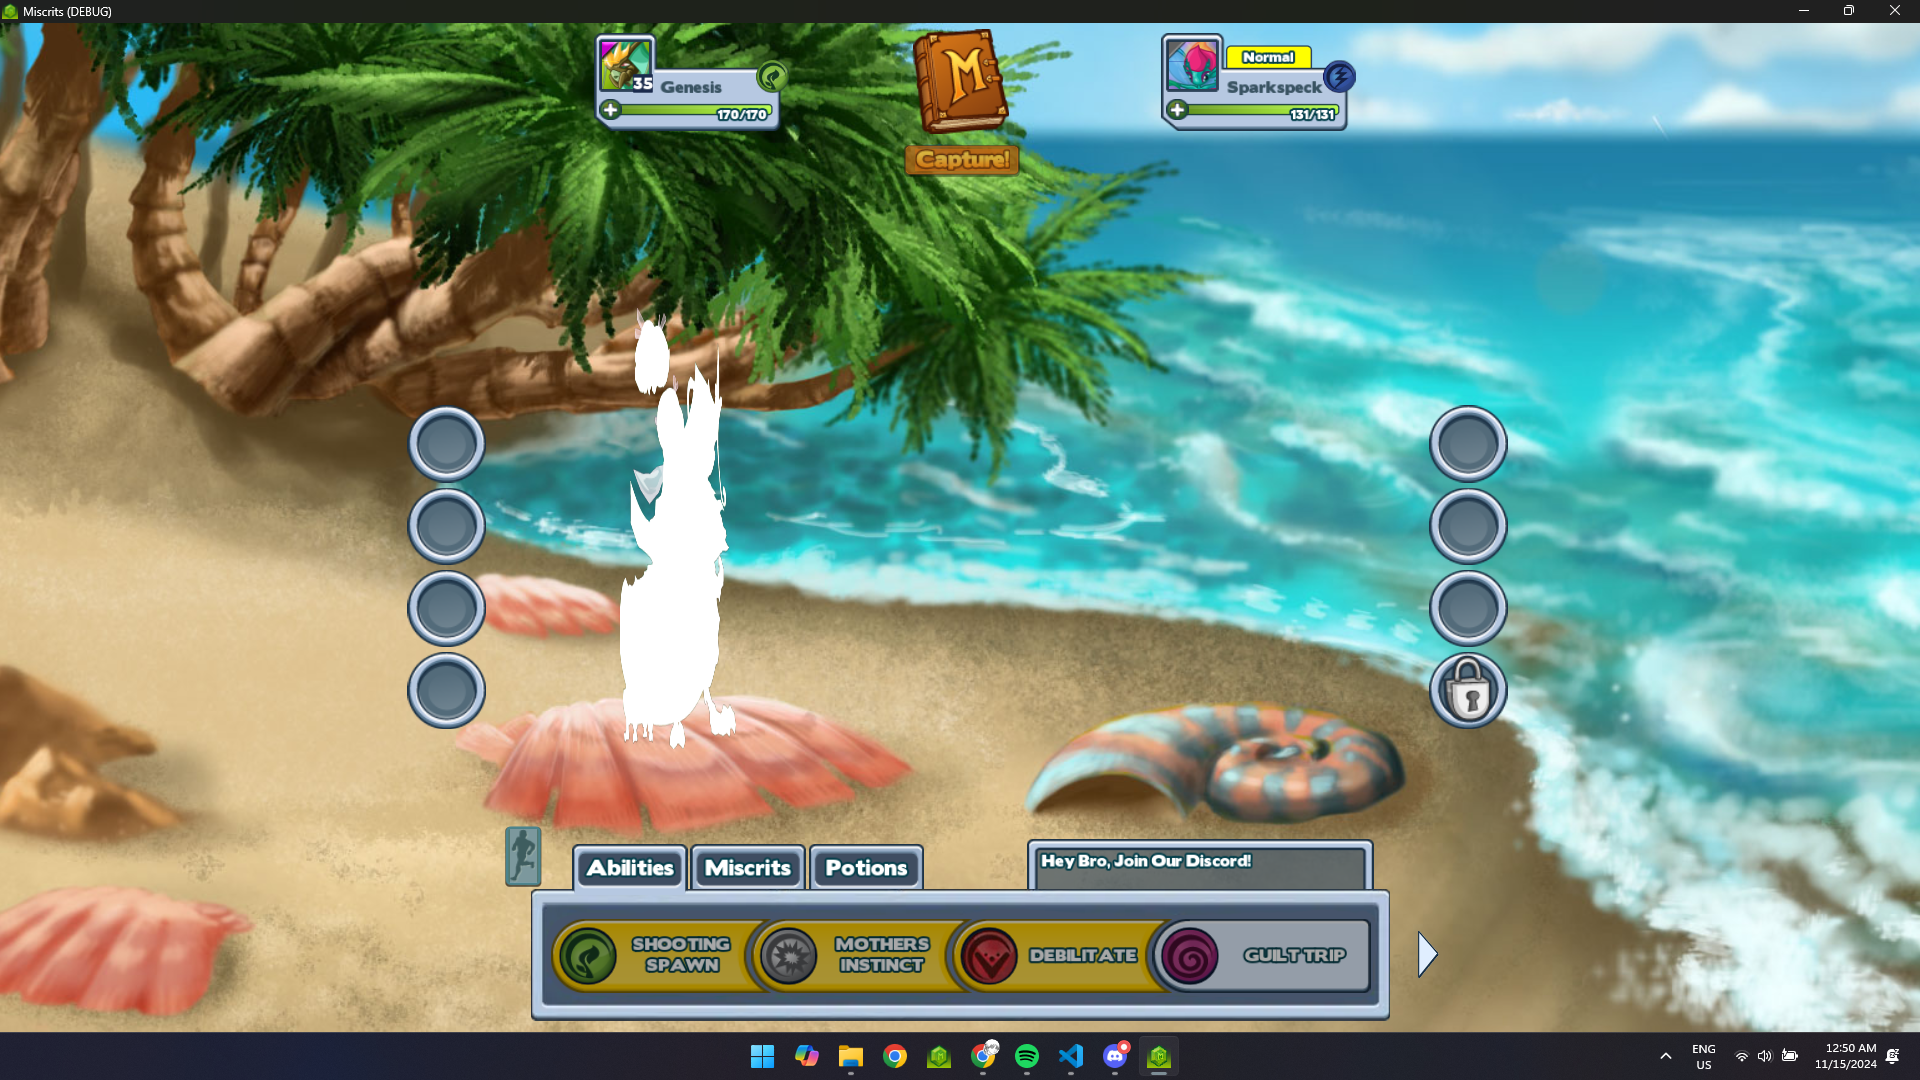 Miscrits (DEBUG)
35
Genesis
170/170
M
Capture!
Normal
Sparkspeck
131/131
Abilities
Miscrits
Potions
Hey Bro, Join Our Discord!
SHOOTING
SPAWN
MOTHERS
INSTINCT
DEBILITATE
GUILT TRIP
ENG
US
12:50 AM
11/15/2024